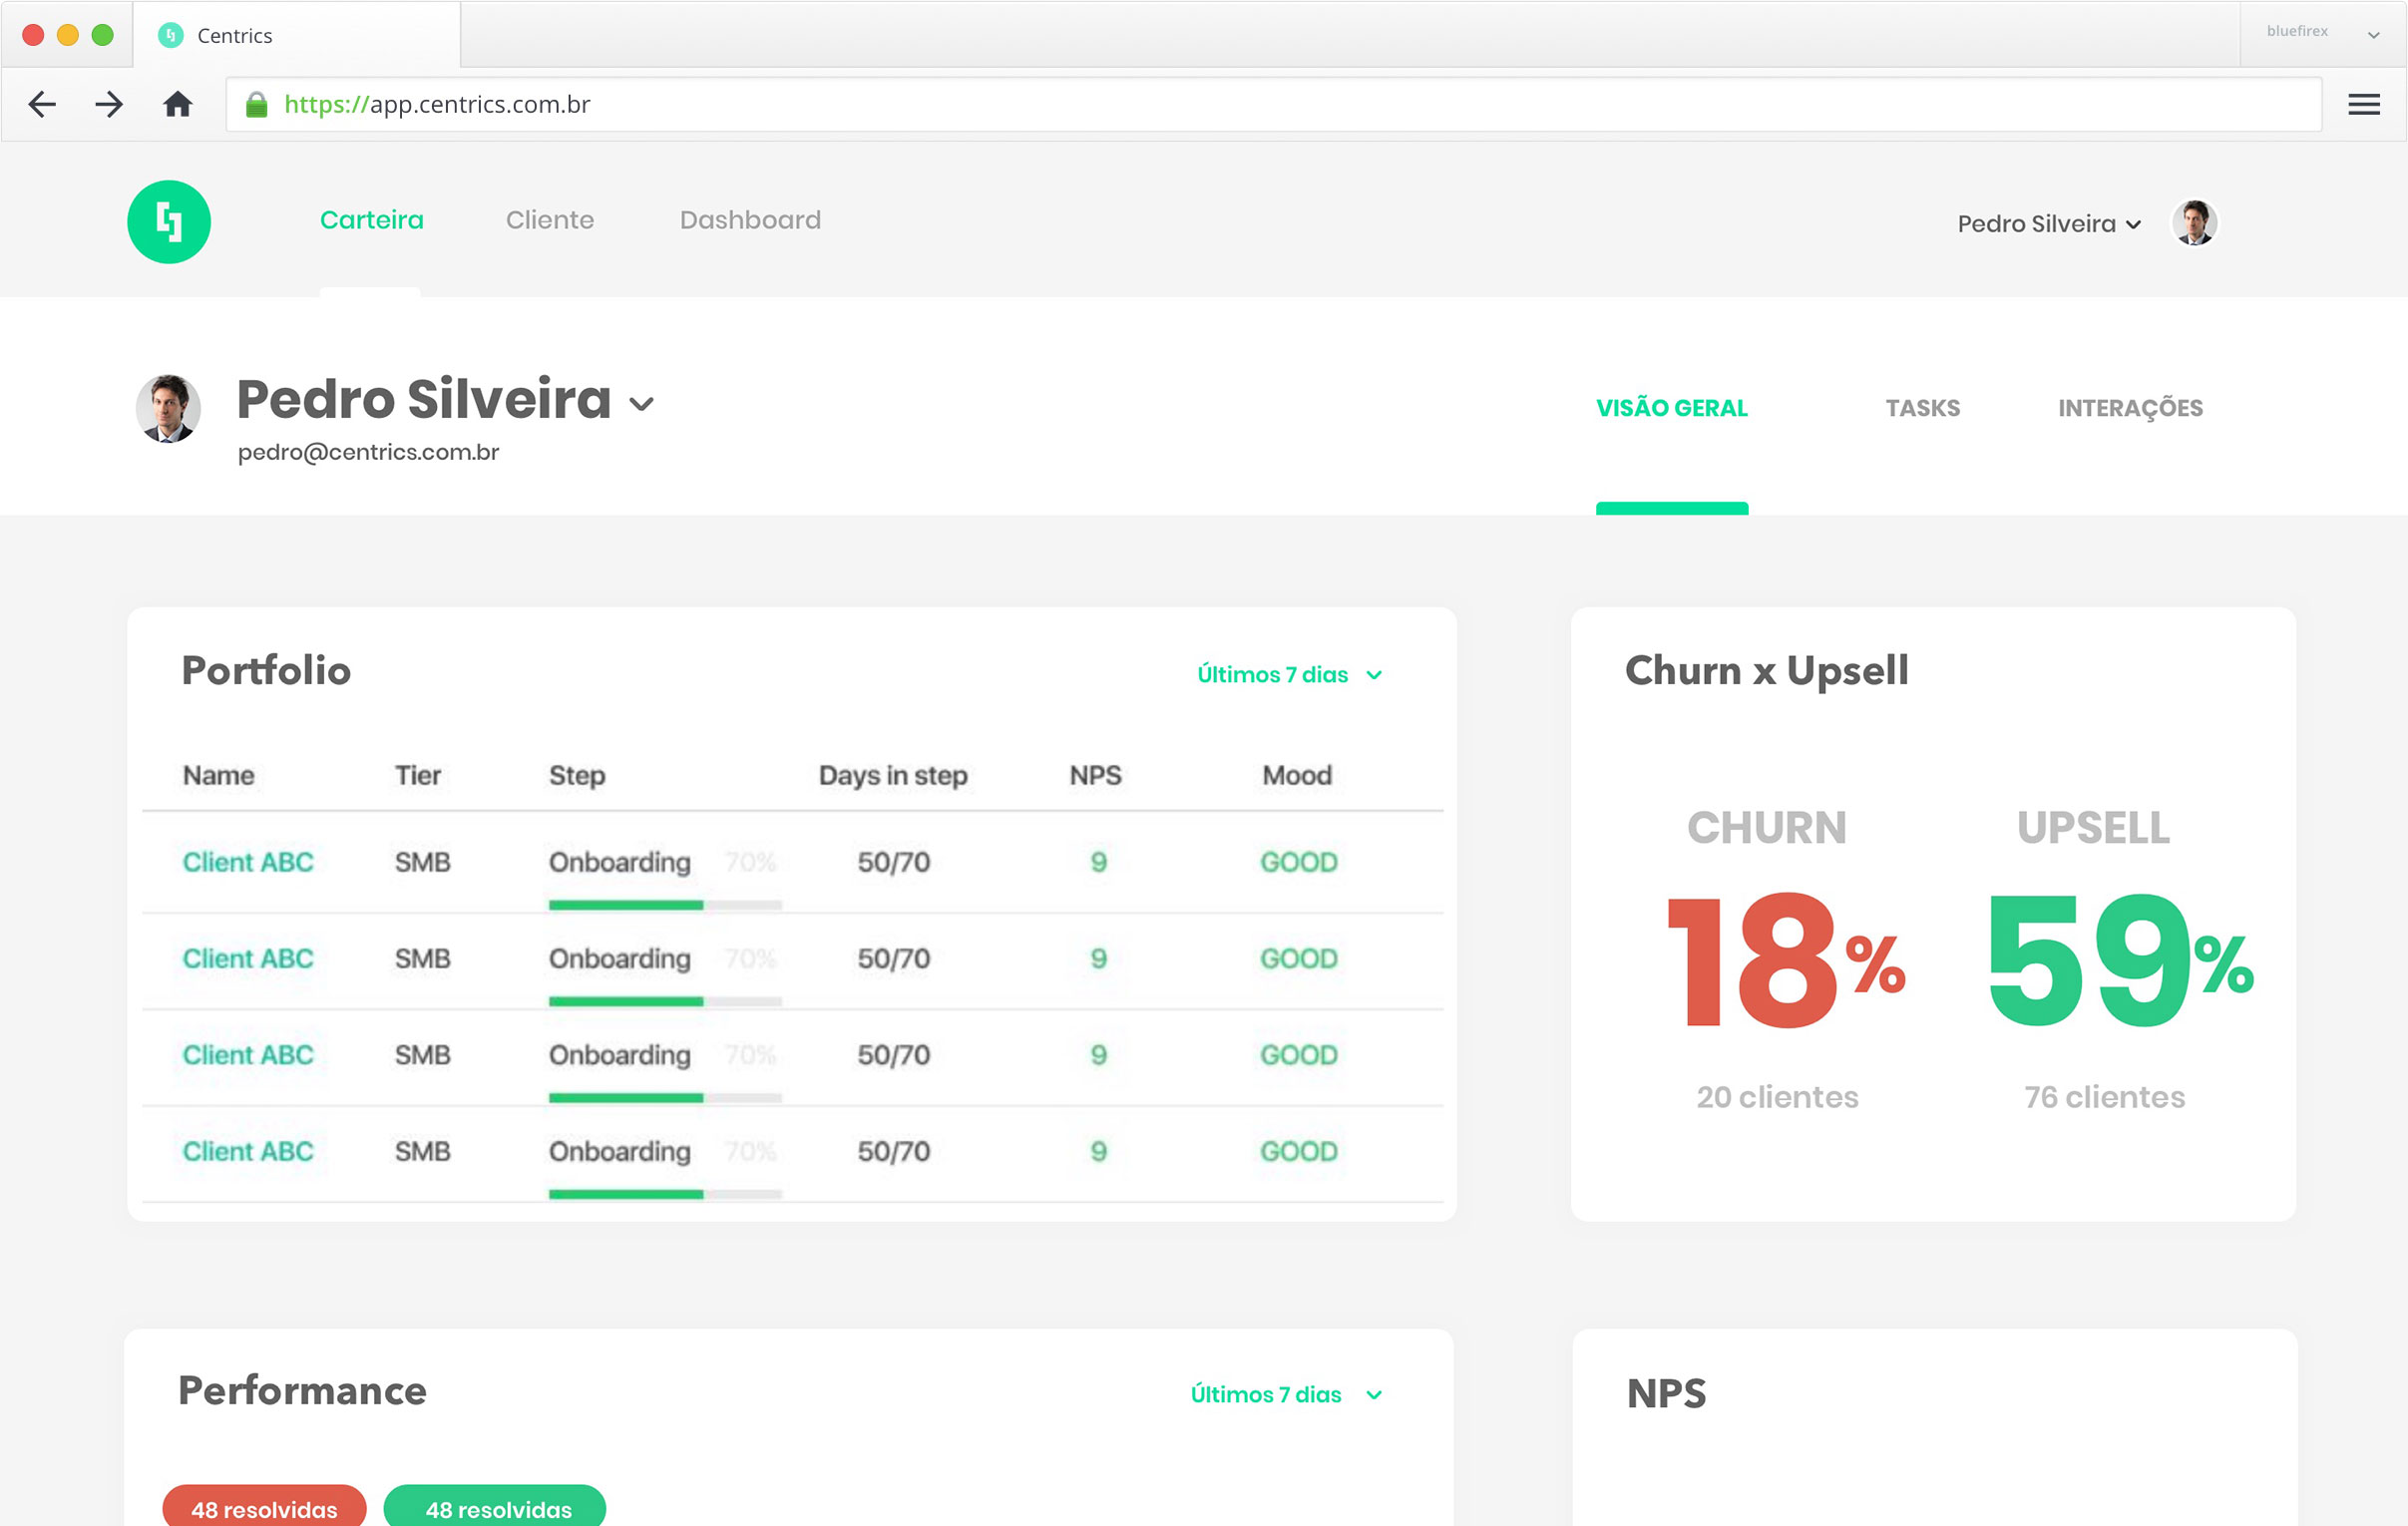 Centrics
bluefirex
https://app.centrics.com.br
Carteira Cliente Dashboard
Pedro Silveira
Pedro Silveira
pedro@centrics.com.br
VISÃO GERAL TASKS INTERAÇÕES
Portfolio
Últimos 7 dias
Name Tier Step Days in step NPS Mood
Client ABC SMB Onboarding 70% 50/70 9 GOOD
Client ABC SMB Onboarding 70% 50/70 9 GOOD
Client ABC SMB Onboarding 70% 50/70 9 GOOD
Client ABC SMB Onboarding 70% 50/70 9 GOOD
Churn x Upsell
CHURN UPSELL
18% 59%
20 clientes 76 clientes
Performance
Últimos 7 dias
48 resolvidas 48 resolvidas
NPS